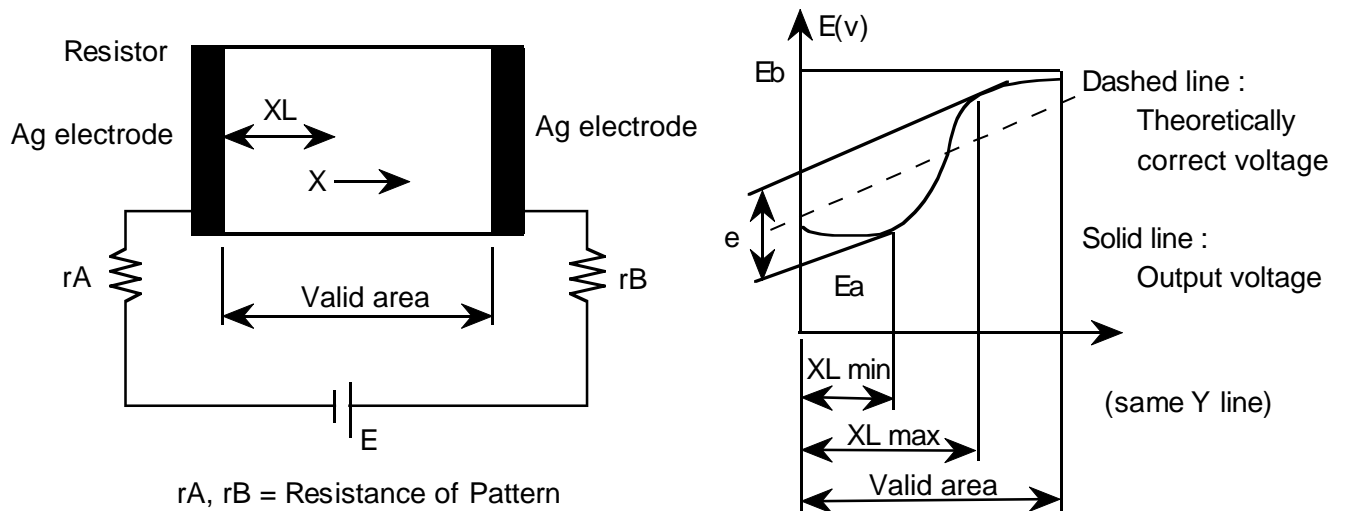 Resistor
Ag electrode
XL
X
Ag electrode
rA
rB
Valid area
E
rA, rB = Resistance of Pattern
E(v)
Eb
e
Ea
Dashed line :
Theoretically
correct voltage
Solid line :
Output voltage
XL min
XL max
Valid area
(same Y line)